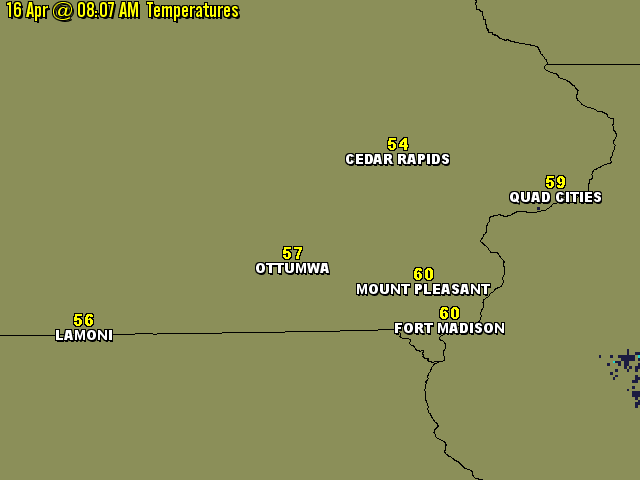 16 Apr @ 08:07 AM Temperatures
54
CEDAR RAPIDS
59
QUAD CITIES
57
OTTUMWA
60
MOUNT PLEASANT
60
FORT MADISON
56
LAMONI